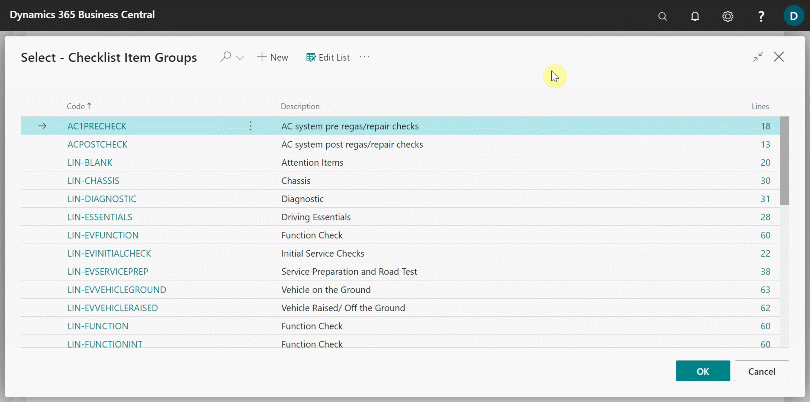 Dynamics 365 Business Central
?
D
Select - Checklist Item Groups
+ New
Edit List
...
Code ↑ Description Lines
→ AC1PRECHECK AC system pre regas/repair checks 18
ACPOSTCHECK AC system post regas/repair checks 13
LIN-BLANK Attention Items 20
LIN-CHASSIS Chassis 30
LIN-DIAGNOSTIC Diagnostic 31
LIN-ESSENTIALS Driving Essentials 28
LIN-EVFUNCTION Function Check 60
LIN-EVINITIALCHECK Initial Service Checks 22
LIN-EVSERVICEPREP Service Preparation and Road Test 38
LIN-EVVEHICLEGROUND Vehicle on the Ground 63
LIN-EVVEHICLERAISED Vehicle Raised/ Off the Ground 62
LIN-FUNCTION Function Check 60
LIN-FUNCTIONINT Function Check 60
OK
Cancel